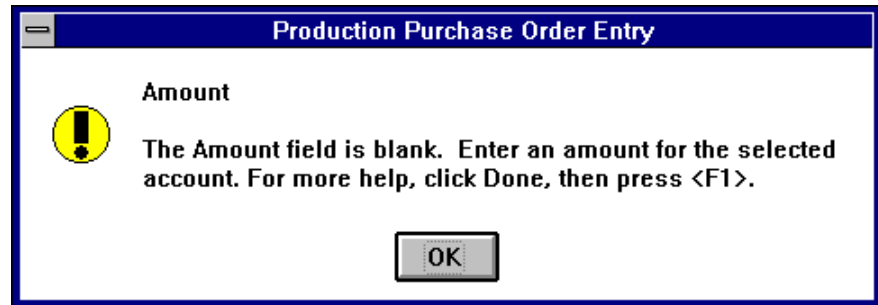 Production Purchase Order Entry
Amount
The Amount field is blank.  Enter an amount for the selected
account. For more help, click Done, then press <F1>.
OK